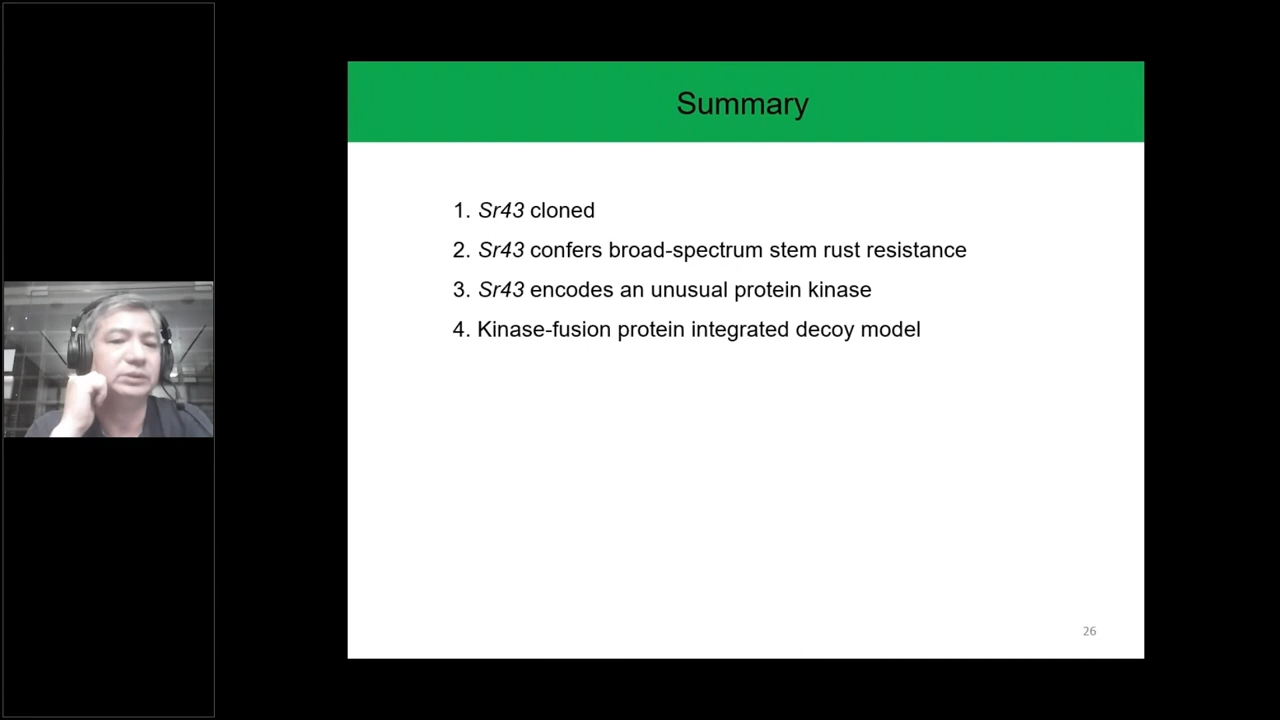 Summary
1. Sr43 cloned
2. Sr43 confers broad-spectrum stem rust resistance
3. Sr43 encodes an unusual protein kinase
4. Kinase-fusion protein integrated decoy model
26